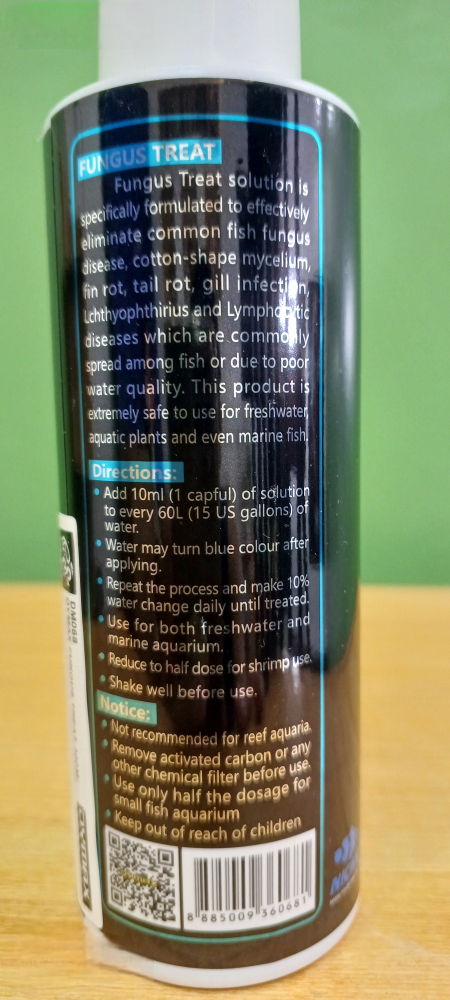 FUNGUS TREAT
Fungus Treat solution is
specifically formulated to effectively
eliminate common fish fungus
disease, cotton-shape mycelium,
fin rot, tail rot, gill infection,
Lchthyophthirius and Lymphocytic
diseases which are commonly
spread among fish or due to poor
water quality. This product is
extremely safe to use for freshwater,
aquatic plants and even marine fish.
Directions:
• Add 10ml (1 capful) of solution
to every 60L (15 US gallons) of
water.
• Water may turn blue colour after
applying.
• Repeat the process and make 10%
water change daily until treated.
• Use for both freshwater and
marine aquarium.
• Reduce to half dose for shrimp use.
• Shake well before use.
Notice:
• Not recommended for reef aquaria.
• Remove activated carbon or any
other chemical filter before use.
• Use only half the dosage for
small fish aquarium
• Keep out of reach of children
8 885009 360681
DM068